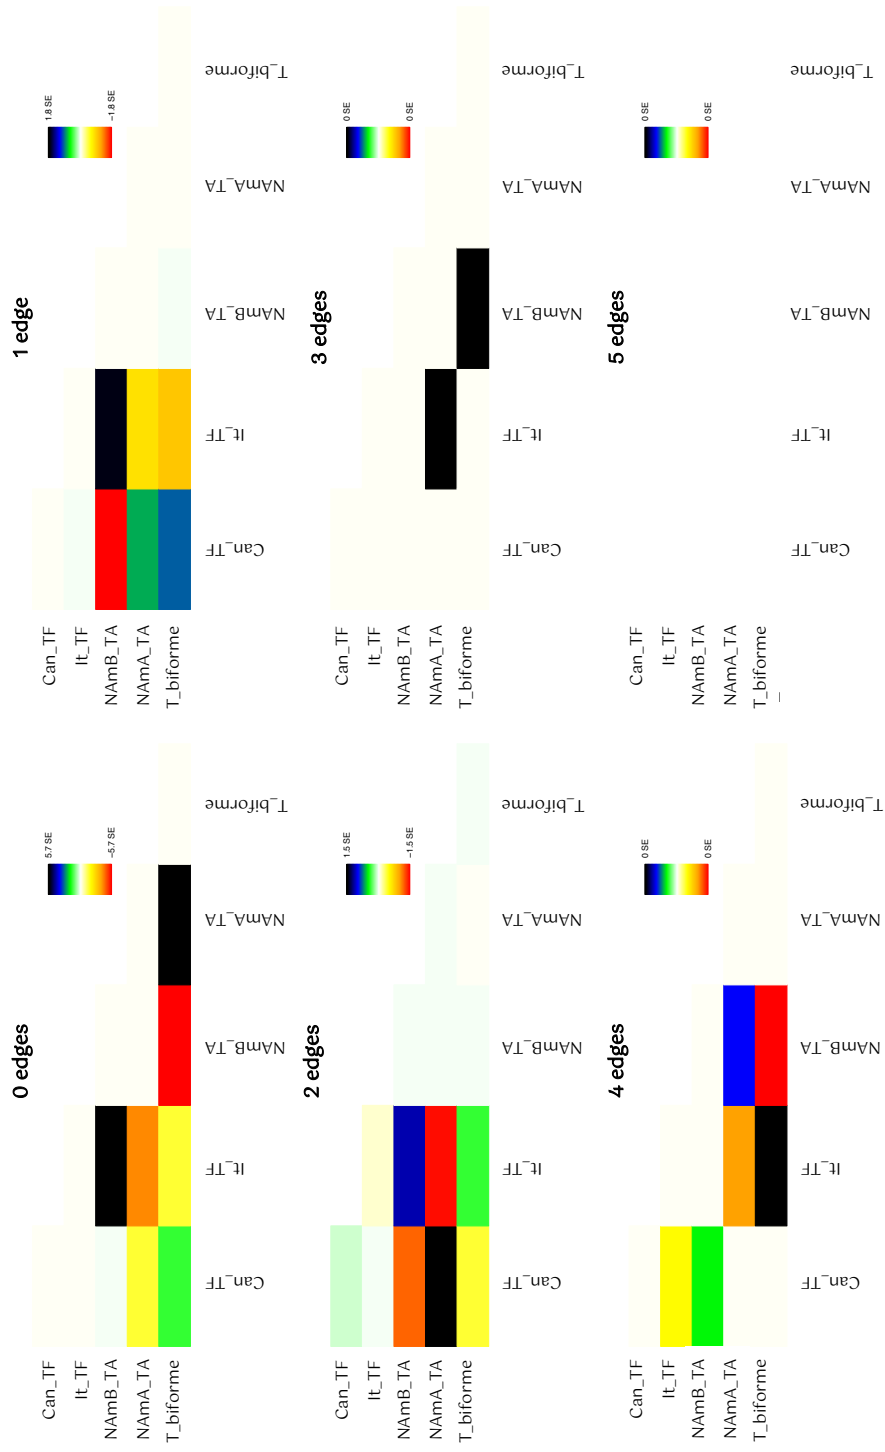 0 edges
5.7 SE
−5.7 SE
Can_TF
It_TF
NAmB_TA
NAmA_TA
T_biforme
Can_TF
It_TF
NAmB_TA
NAmA_TA
T_biforme
1 edge
1.8 SE
−1.8 SE
Can_TF
It_TF
NAmB_TA
NAmA_TA
T_biforme
Can_TF
It_TF
NAmB_TA
NAmA_TA
T_biforme
2 edges
1.5 SE
−1.5 SE
Can_TF
It_TF
NAmB_TA
NAmA_TA
T_biforme
Can_TF
It_TF
NAmB_TA
NAmA_TA
T_biforme
3 edges
0 SE
0 SE
Can_TF
It_TF
NAmB_TA
NAmA_TA
T_biforme
Can_TF
It_TF
NAmB_TA
NAmA_TA
T_biforme
4 edges
0 SE
0 SE
Can_TF
It_TF
NAmB_TA
NAmA_TA
T_biforme
Can_TF
It_TF
NAmB_TA
NAmA_TA
T_biforme
5 edges
0 SE
0 SE
Can_TF
It_TF
NAmB_TA
NAmA_TA
T_biforme
_
Can_TF
It_TF
NAmB_TA
NAmA_TA
T_biforme